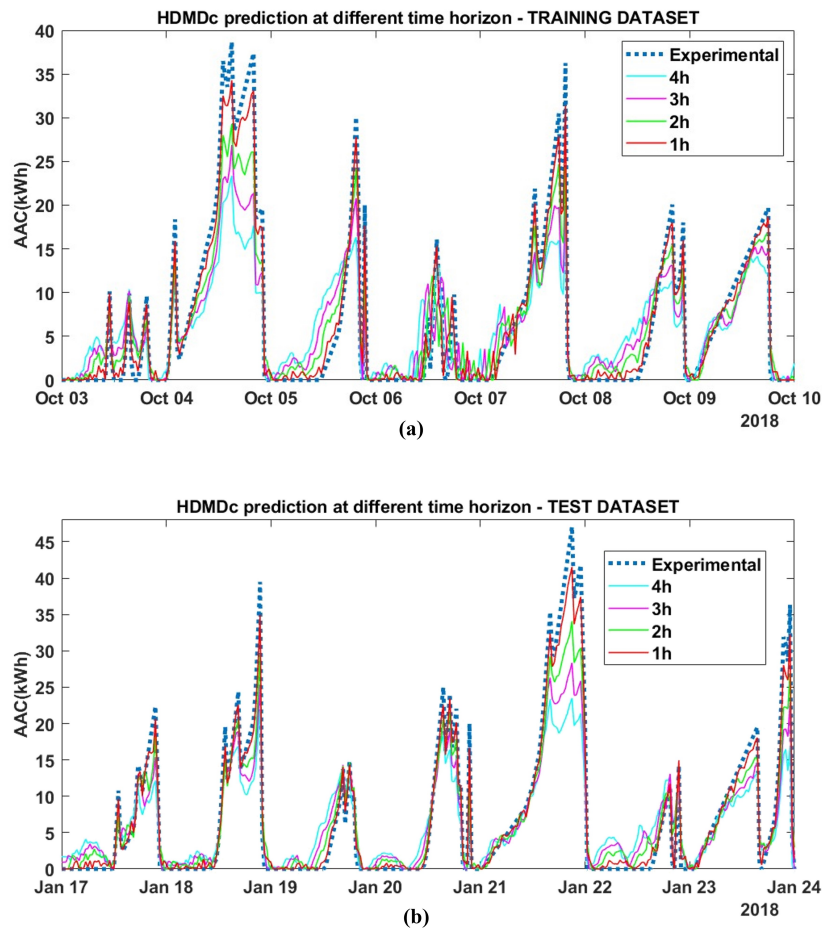 HDMDc prediction at different time horizon - TRAINING DATASET
40
35
30
25
20
15
10
5
0
AAC(kWh)
Experimental
4h
3h
2h
1h
Oct 03 Oct 04 Oct 05 Oct 06 Oct 07 Oct 08 Oct 09 Oct 10
2018
(a)
HDMDc prediction at different time horizon - TEST DATASET
45
40
35
30
25
20
15
10
5
0
AAC(kWh)
Experimental
4h
3h
2h
1h
Jan 17 Jan 18 Jan 19 Jan 20 Jan 21 Jan 22 Jan 23 Jan 24
2018
(b)